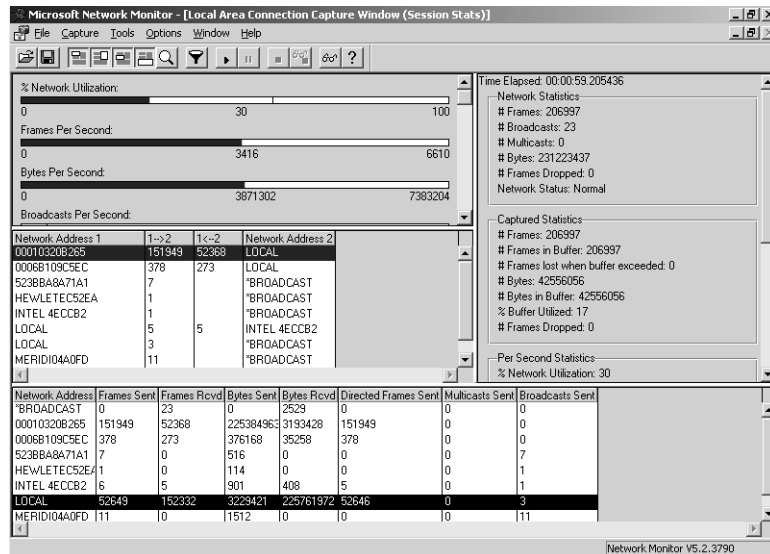 Microsoft Network Monitor - [Local Area Connection Capture Window (Session Stats)]
File Capture Tools Options Window Help
% Network Utilization:
0 30 100
Frames Per Second:
0 3416 6610
Bytes Per Second:
0 3871302 7383204
Broadcasts Per Second:
Time Elapsed: 00:00:59.205436
Network Statistics
# Frames: 206997
# Broadcasts: 23
# Multicasts: 0
# Bytes: 231223437
# Frames Dropped: 0
Network Status: Normal
Captured Statistics
# Frames: 206997
# Frames in Buffer: 206997
# Frames lost when buffer exceeded: 0
# Bytes: 42556056
# Bytes in Buffer: 42556056
% Buffer Utilized: 17
# Frames Dropped: 0
Per Second Statistics
% Network Utilization: 30
Network Address 1 1-->2 1<--2 Network Address 2
00010320B265 151949 52368 LOCAL
0006B109C5EC 378 273 LOCAL
523BBA8A71A1 7 *BROADCAST
HEWLETEC52EA 1 *BROADCAST
INTEL 4ECCB2 1 *BROADCAST
LOCAL 5 5 INTEL 4ECCB2
LOCAL 3 *BROADCAST
MERIDI04A0FD 11 *BROADCAST
Network Address Frames Sent Frames Rcvd Bytes Sent Bytes Rcvd Directed Frames Sent Multicasts Sent Broadcasts Sent
*BROADCAST 0 23 0 2529 0 0 0
00010320B265 151949 52368 225384963 3193428 151949 0 0
0006B109C5EC 378 273 376168 35258 378 0 0
523BBA8A71A1 7 0 516 0 0 0 7
HEWLETEC52EA 1 0 114 0 0 0 1
INTEL 4ECCB2 6 5 901 408 5 0 1
LOCAL 52649 152332 3229421 225761972 52646 0 3
MERIDI04A0FD 11 0 1512 0 0 0 11
Network Monitor V5.2.3790